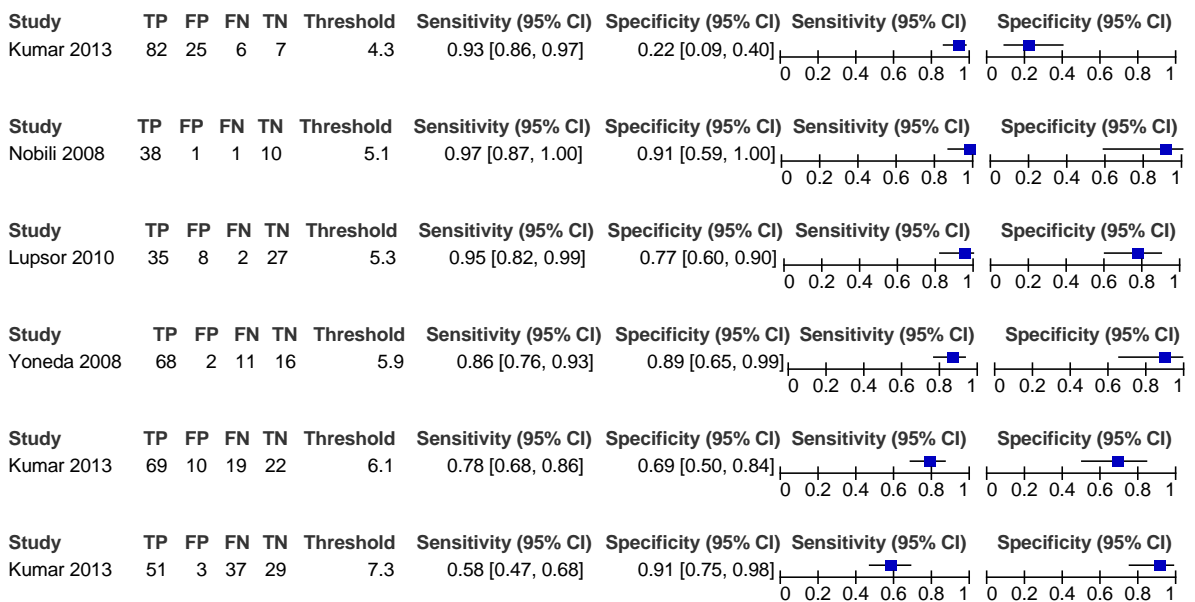 Study TP FP FN TN Threshold Sensitivity (95% CI) Specificity (95% CI) Sensitivity (95% CI) Specificity (95% CI)
Kumar 2013 82 25 6 7 4.3 0.93 [0.86, 0.97] 0.22 [0.09, 0.40]
0 0.2 0.4 0.6 0.8 1 0 0.2 0.4 0.6 0.8 1
Study TP FP FN TN Threshold Sensitivity (95% CI) Specificity (95% CI) Sensitivity (95% CI) Specificity (95% CI)
Nobili 2008 38 1 1 10 5.1 0.97 [0.87, 1.00] 0.91 [0.59, 1.00]
0 0.2 0.4 0.6 0.8 1 0 0.2 0.4 0.6 0.8 1
Study TP FP FN TN Threshold Sensitivity (95% CI) Specificity (95% CI) Sensitivity (95% CI) Specificity (95% CI)
Lupsor 2010 35 8 2 27 5.3 0.95 [0.82, 0.99] 0.77 [0.60, 0.90]
0 0.2 0.4 0.6 0.8 1 0 0.2 0.4 0.6 0.8 1
Study TP FP FN TN Threshold Sensitivity (95% CI) Specificity (95% CI) Sensitivity (95% CI) Specificity (95% CI)
Yoneda 2008 68 2 11 16 5.9 0.86 [0.76, 0.93] 0.89 [0.65, 0.99]
0 0.2 0.4 0.6 0.8 1 0 0.2 0.4 0.6 0.8 1
Study TP FP FN TN Threshold Sensitivity (95% CI) Specificity (95% CI) Sensitivity (95% CI) Specificity (95% CI)
Kumar 2013 69 10 19 22 6.1 0.78 [0.68, 0.86] 0.69 [0.50, 0.84]
0 0.2 0.4 0.6 0.8 1 0 0.2 0.4 0.6 0.8 1
Study TP FP FN TN Threshold Sensitivity (95% CI) Specificity (95% CI) Sensitivity (95% CI) Specificity (95% CI)
Kumar 2013 51 3 37 29 7.3 0.58 [0.47, 0.68] 0.91 [0.75, 0.98]
0 0.2 0.4 0.6 0.8 1 0 0.2 0.4 0.6 0.8 1